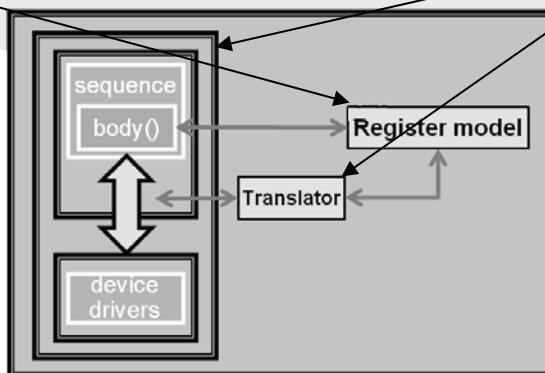 sequence
body()
Register model
Translator
device
drivers